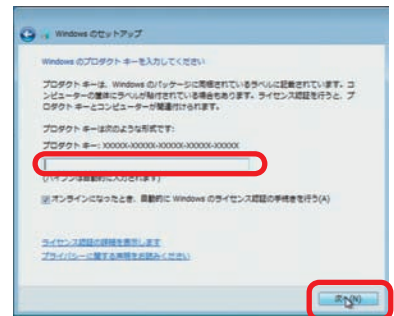 Windows のセットアップ
Windows のプロダクト キーを入力してください
プロダクト キーは、Windows のパッケージに同梱されているラベルに記載されています。コ
ンピューターの筐体にラベルが貼付されている場合もあります。ライセンス認証を行うと、プ
ロダクト キーとコンピューターが関連付けられます。
プロダクト キーは次のような形式です:
プロダクト キー: XXXXX-XXXXX-XXXXX-XXXXX-XXXXX
(ハイフンは自動的に入力されます)
オンラインになったとき、自動的に Windows のライセンス認証の手続きを行う(A)
ライセンス認証の詳細を表示します
プライバシーに関する声明をお読みください
次へ(N)